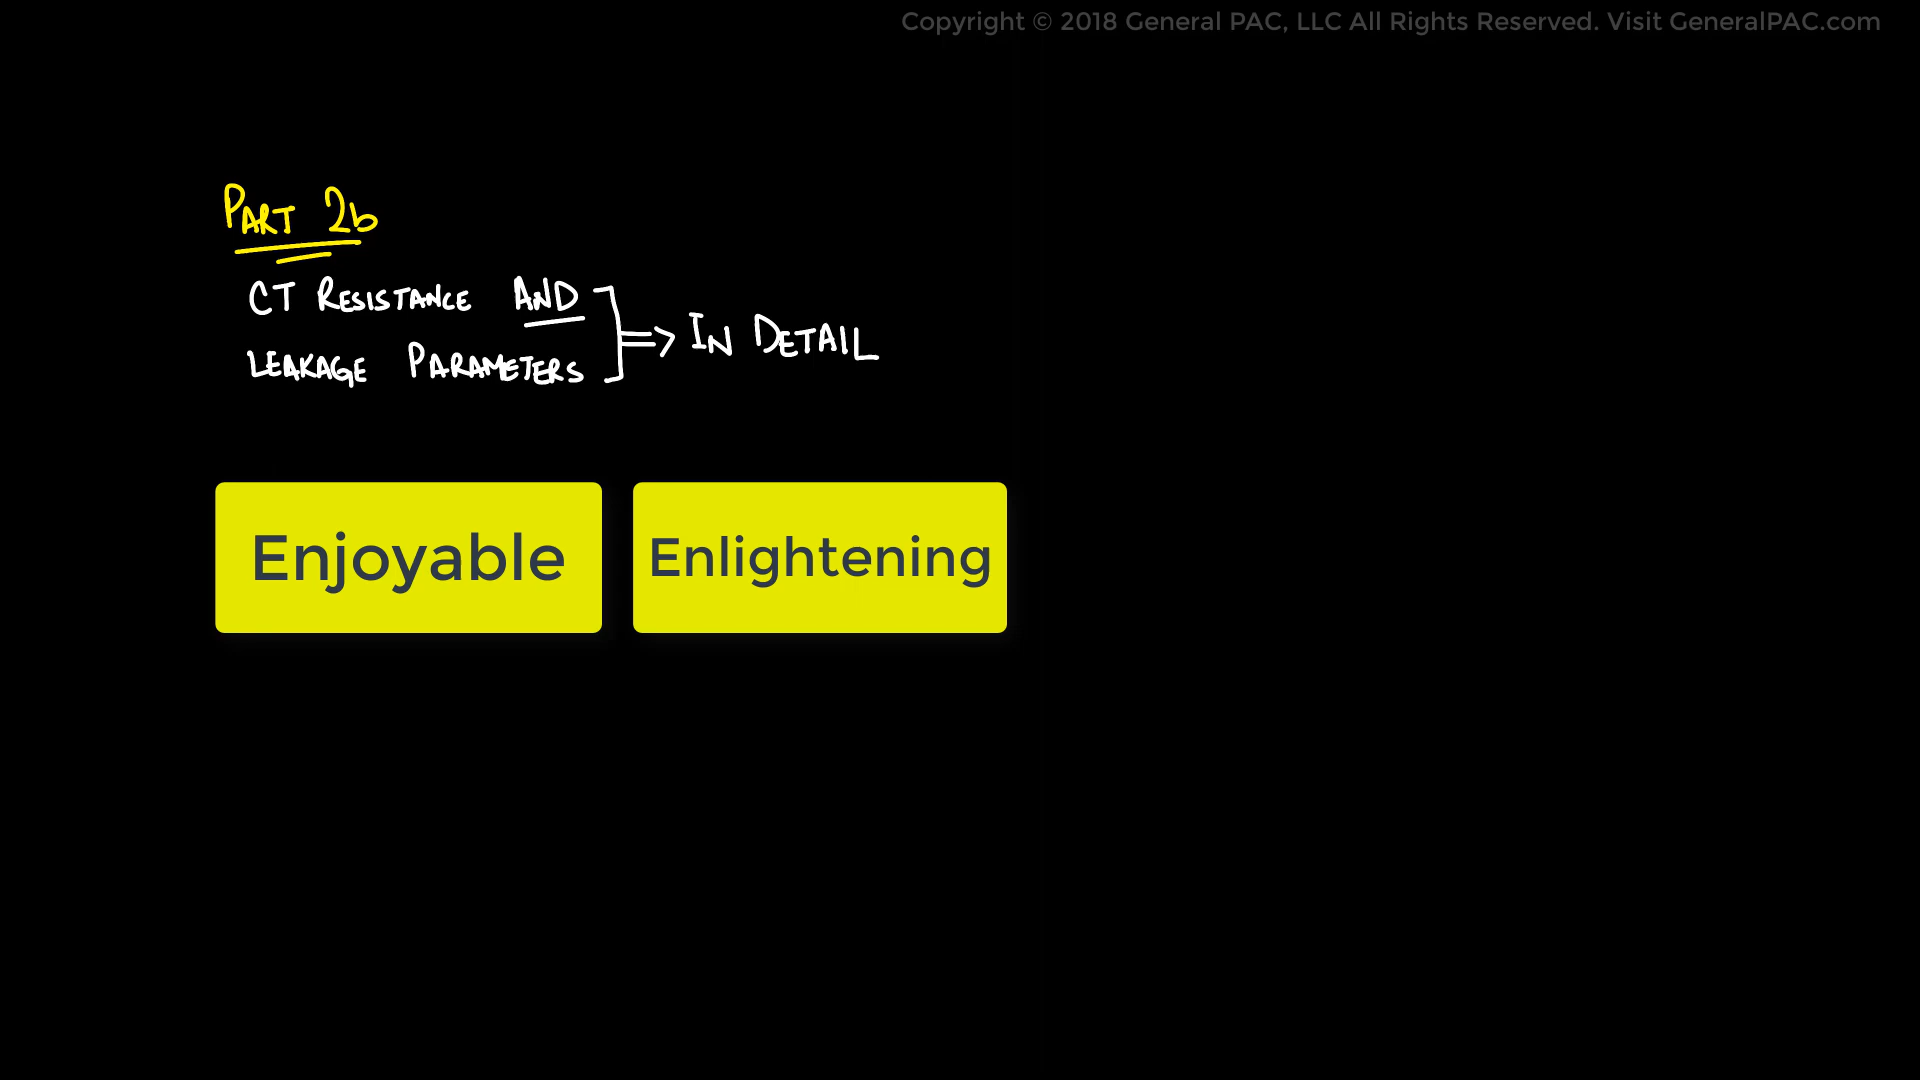 Copyright © 2018 General PAC, LLC All Rights Reserved. Visit GeneralPAC.com
PART 2b
CT RESISTANCE AND
LEAKAGE PARAMETERS
IN DETAIL
Enjoyable
Enlightening